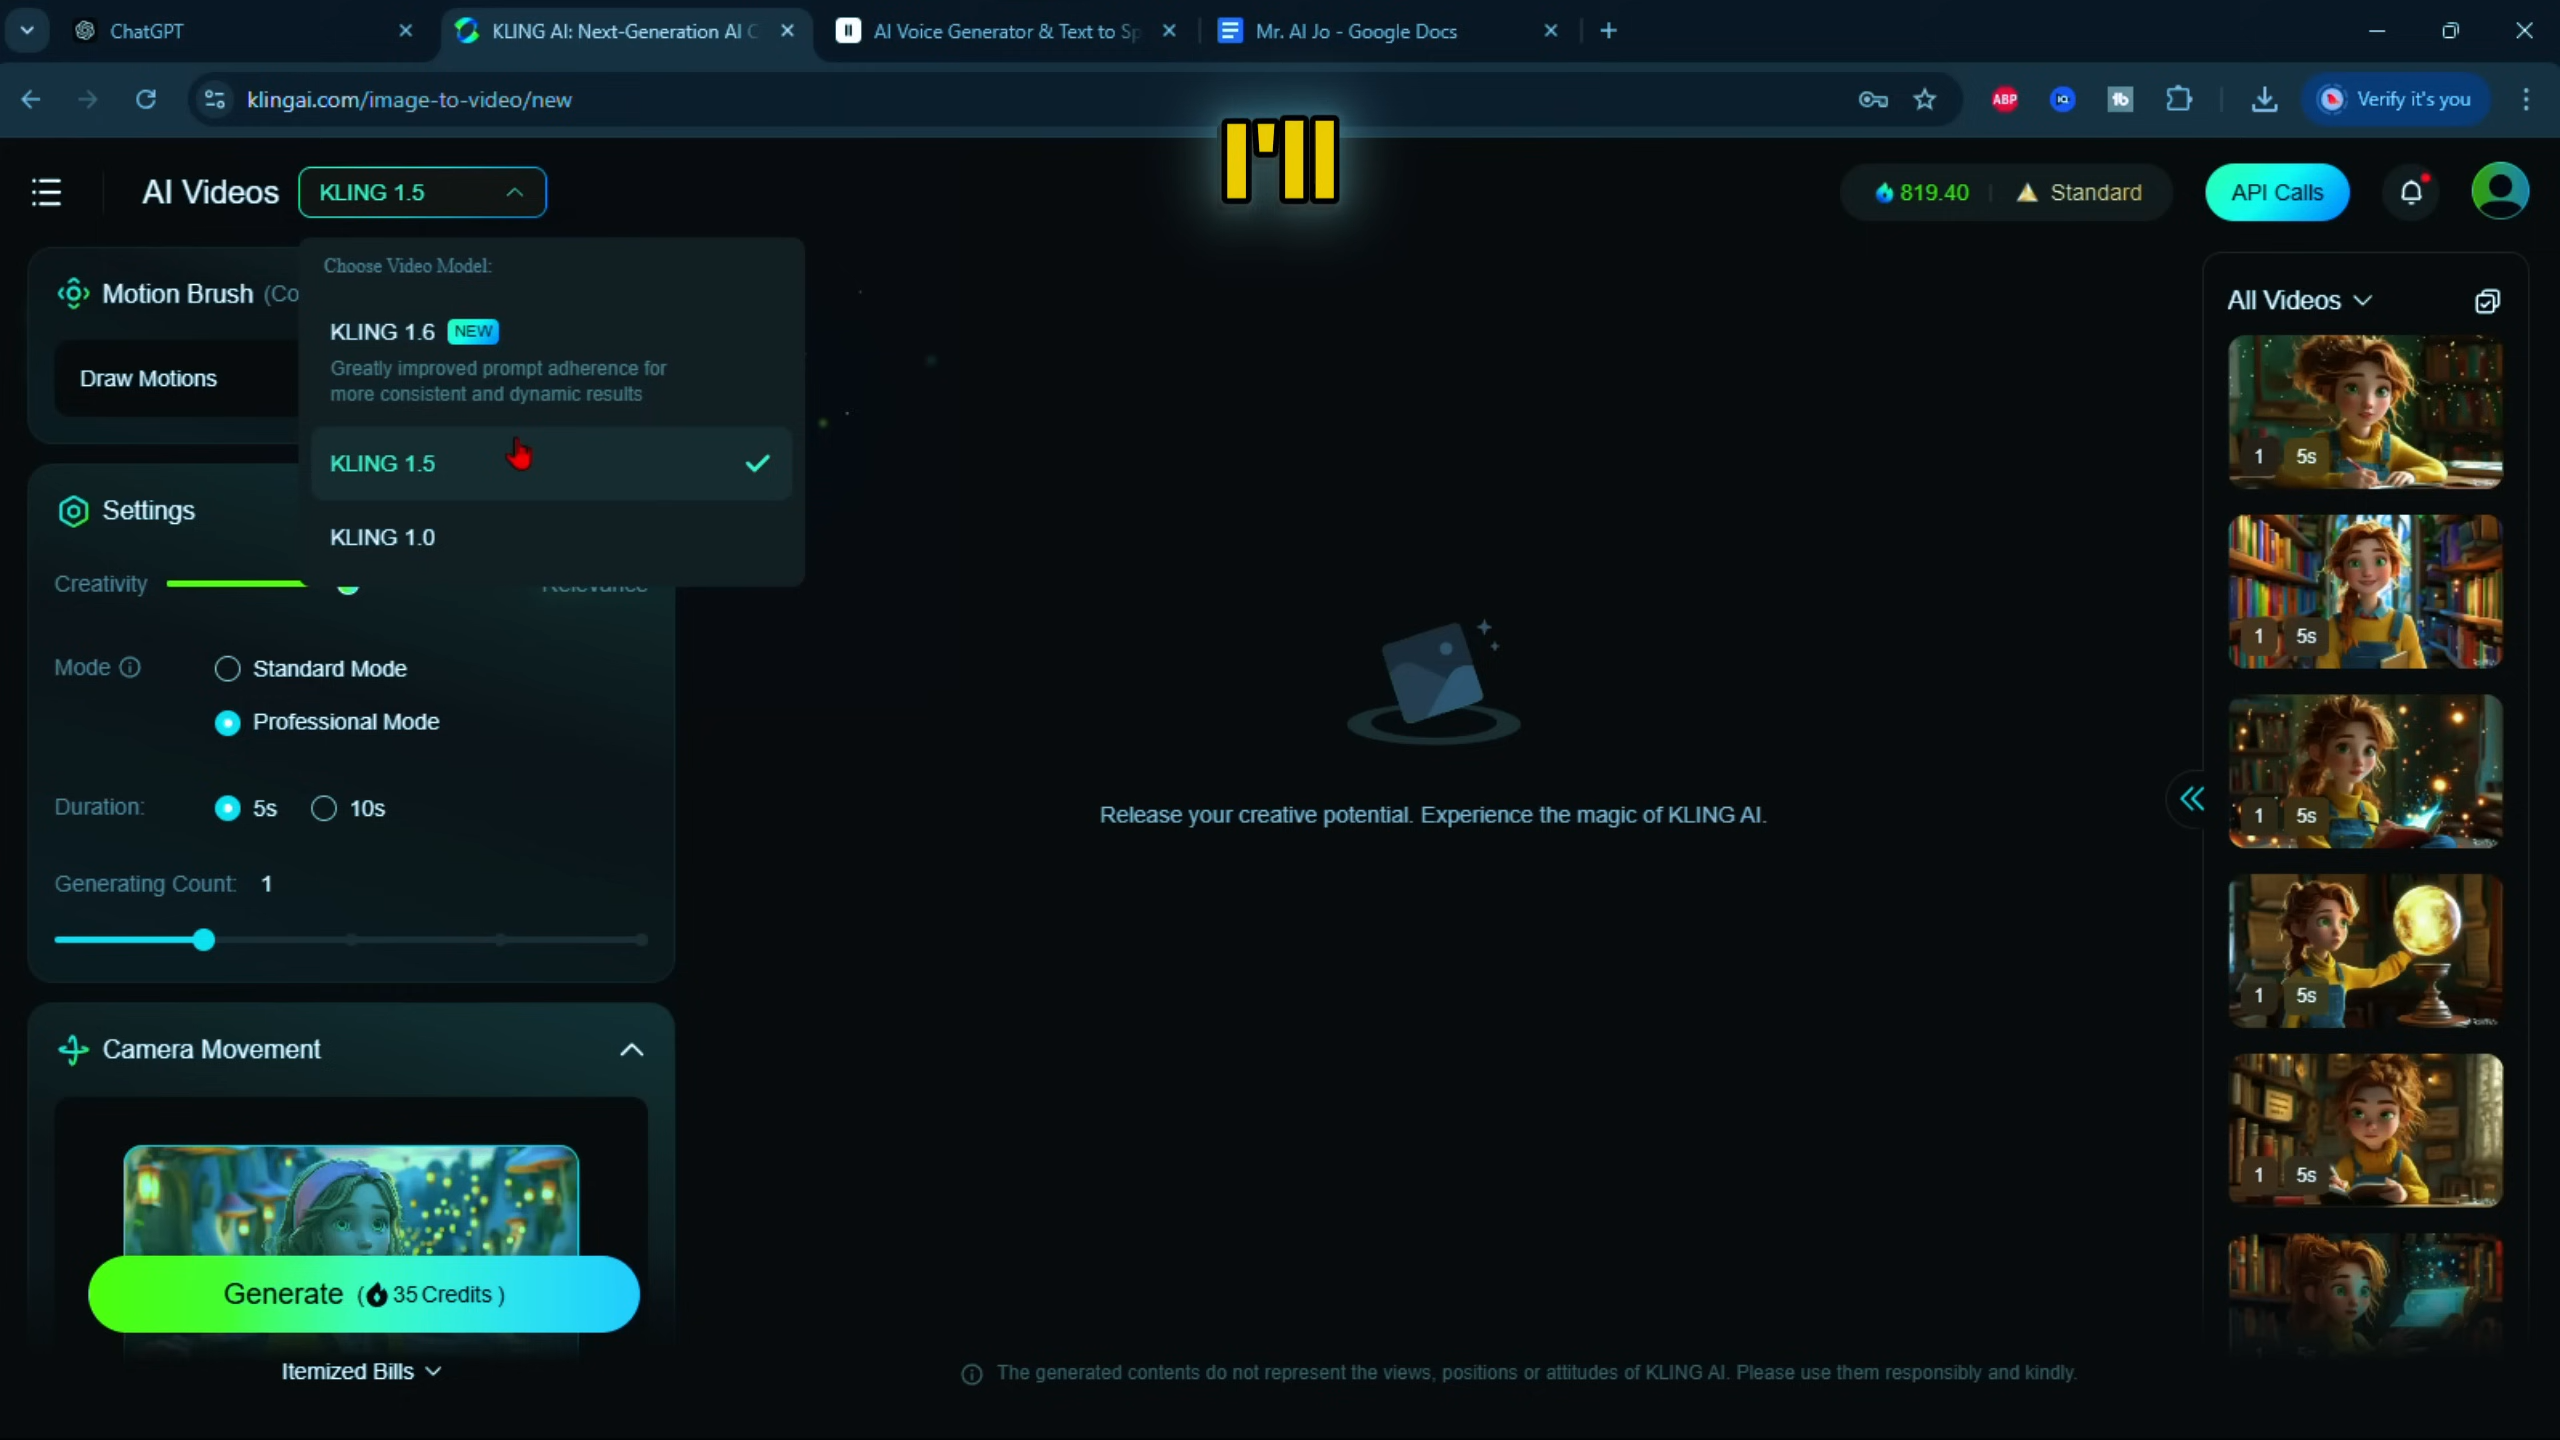 ChatGPT
KLING AI: Next-Generation AI C
AI Voice Generator & Text to Sp
Mr. AI Jo - Google Docs
klingai.com/image-to-video/new
ABP
IQ
tb
Verify it's you
I'll
AI Videos
KLING 1.5
819.40
Standard
API Calls
Choose Video Model:
KLING 1.6 NEW
Greatly improved prompt adherence for
more consistent and dynamic results
KLING 1.5
KLING 1.0
Motion Brush (Co
Draw Motions
Settings
Creativity
Relevance
Mode
Standard Mode
Professional Mode
Duration:
5s
10s
Generating Count: 1
Camera Movement
Generate ( 35 Credits )
Itemized Bills
Release your creative potential. Experience the magic of KLING AI.
The generated contents do not represent the views, positions or attitudes of KLING AI. Please use them responsibly and kindly.
All Videos
1 5s
1 5s
1 5s
1 5s
1 5s